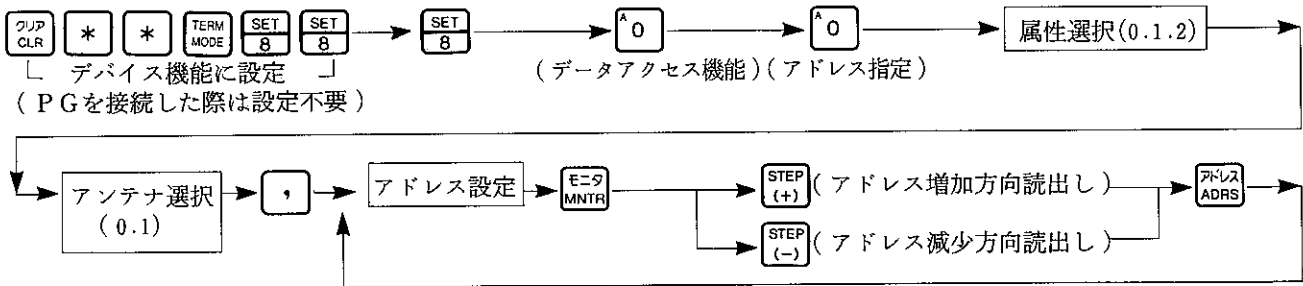 クリア CLR * * TERM MODE SET 8 SET 8 SET 8 A 0 A 0 属性選択(0.1.2)
デバイス機能に設定 (データアクセス機能)(アドレス指定)
(PGを接続した際は設定不要)
アンテナ選択 (0.1) , アドレス設定 モニタ MNTR STEP (+) (アドレス増加方向読出し) アドレス ADRS
STEP (-) (アドレス減少方向読出し)